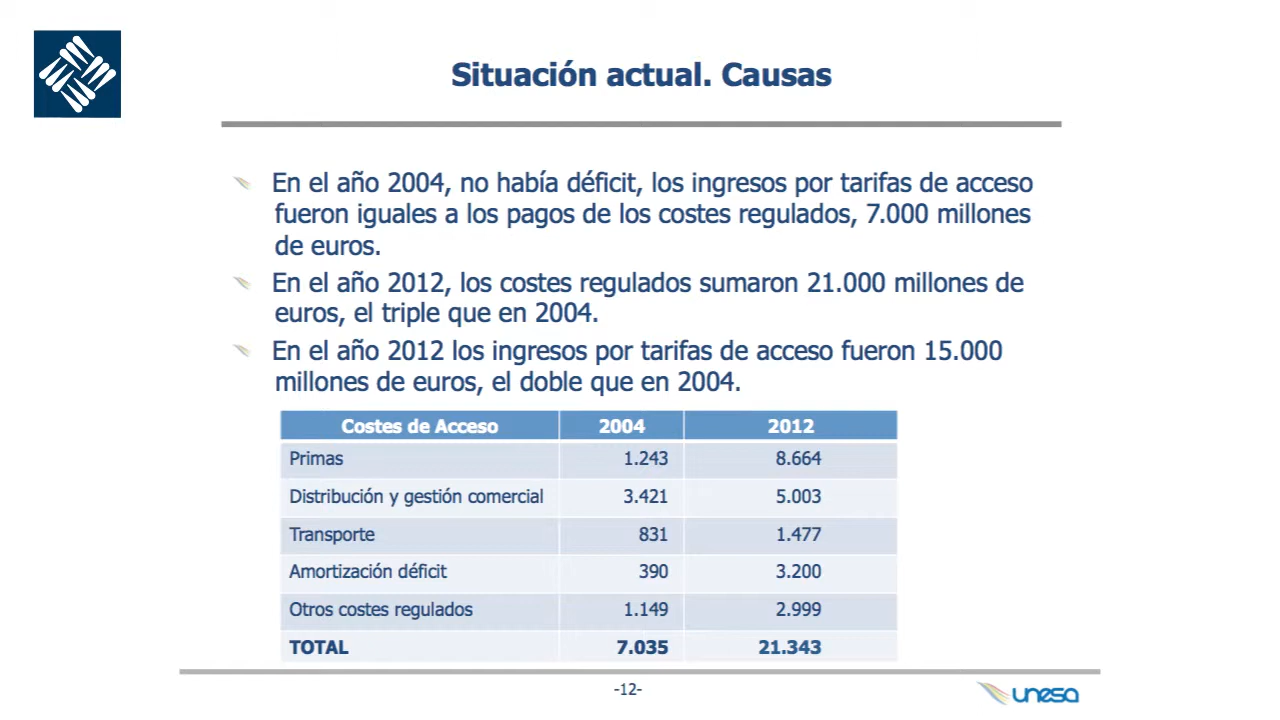 Situación actual. Causas
En el año 2004, no había déficit, los ingresos por tarifas de acceso
fueron iguales a los pagos de los costes regulados, 7.000 millones
de euros.
En el año 2012, los costes regulados sumaron 21.000 millones de
euros, el triple que en 2004.
En el año 2012 los ingresos por tarifas de acceso fueron 15.000
millones de euros, el doble que en 2004.
Costes de Acceso 2004 2012
Primas 1.243 8.664
Distribución y gestión comercial 3.421 5.003
Transporte 831 1.477
Amortización déficit 390 3.200
Otros costes regulados 1.149 2.999
TOTAL 7.035 21.343
-12-
unesa